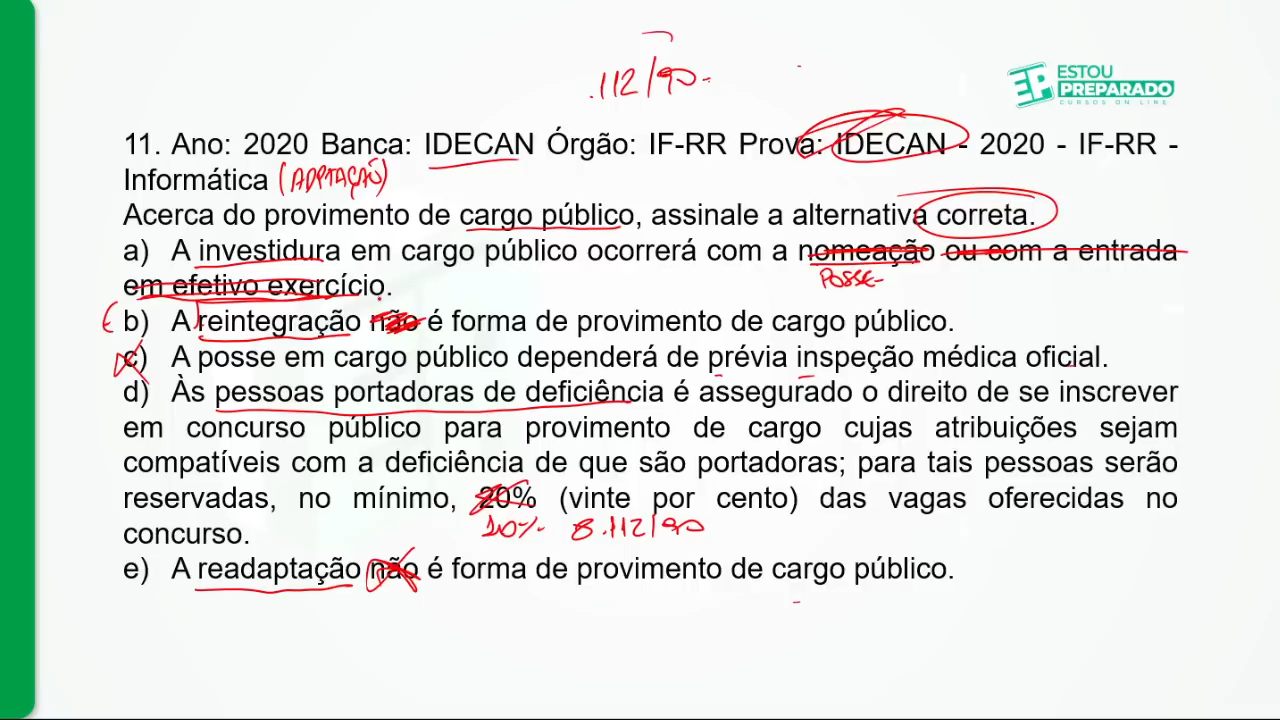 .112/90
ESTOU
PREPARADO
CURSOS ON LINE
11. Ano: 2020 Banca: IDECAN Órgão: IF-RR Prova: IDECAN - 2020 - IF-RR -
Informática (ADPTAÇÃO)
Acerca do provimento de cargo público, assinale a alternativa correta.
a) A investidura em cargo público ocorrerá com a nomeação ou com a entrada
POSSE
em efetivo exercício.
b) A reintegração não é forma de provimento de cargo público.
c) A posse em cargo público dependerá de prévia inspeção médica oficial.
d) Às pessoas portadoras de deficiência é assegurado o direito de se inscrever
em concurso público para provimento de cargo cujas atribuições sejam
compatíveis com a deficiência de que são portadoras; para tais pessoas serão
reservadas, no mínimo, 20% (vinte por cento) das vagas oferecidas no
8.112/90
concurso.
e) A readaptação não é forma de provimento de cargo público.